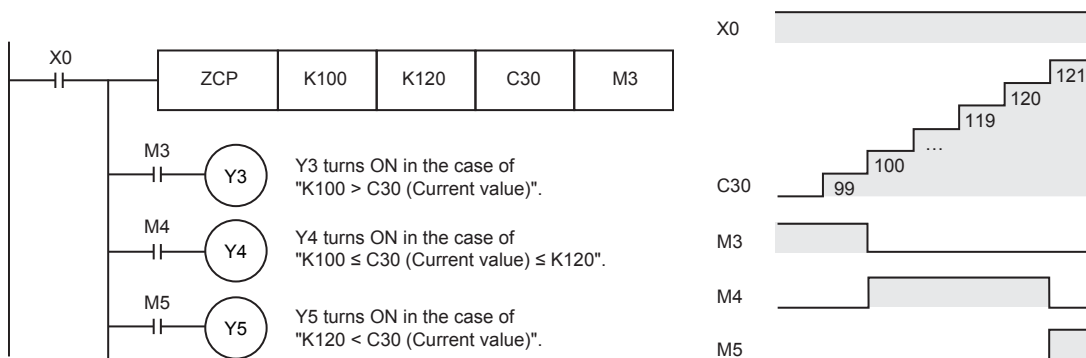 X0
ZCP K100 K120 C30 M3
M3
Y3
Y3 turns ON in the case of
"K100 > C30 (Current value)".
M4
Y4
Y4 turns ON in the case of
"K100 ≤ C30 (Current value) ≤ K120".
M5
Y5
Y5 turns ON in the case of
"K120 < C30 (Current value)".
X0
121
120
119
...
100
99
C30
M3
M4
M5